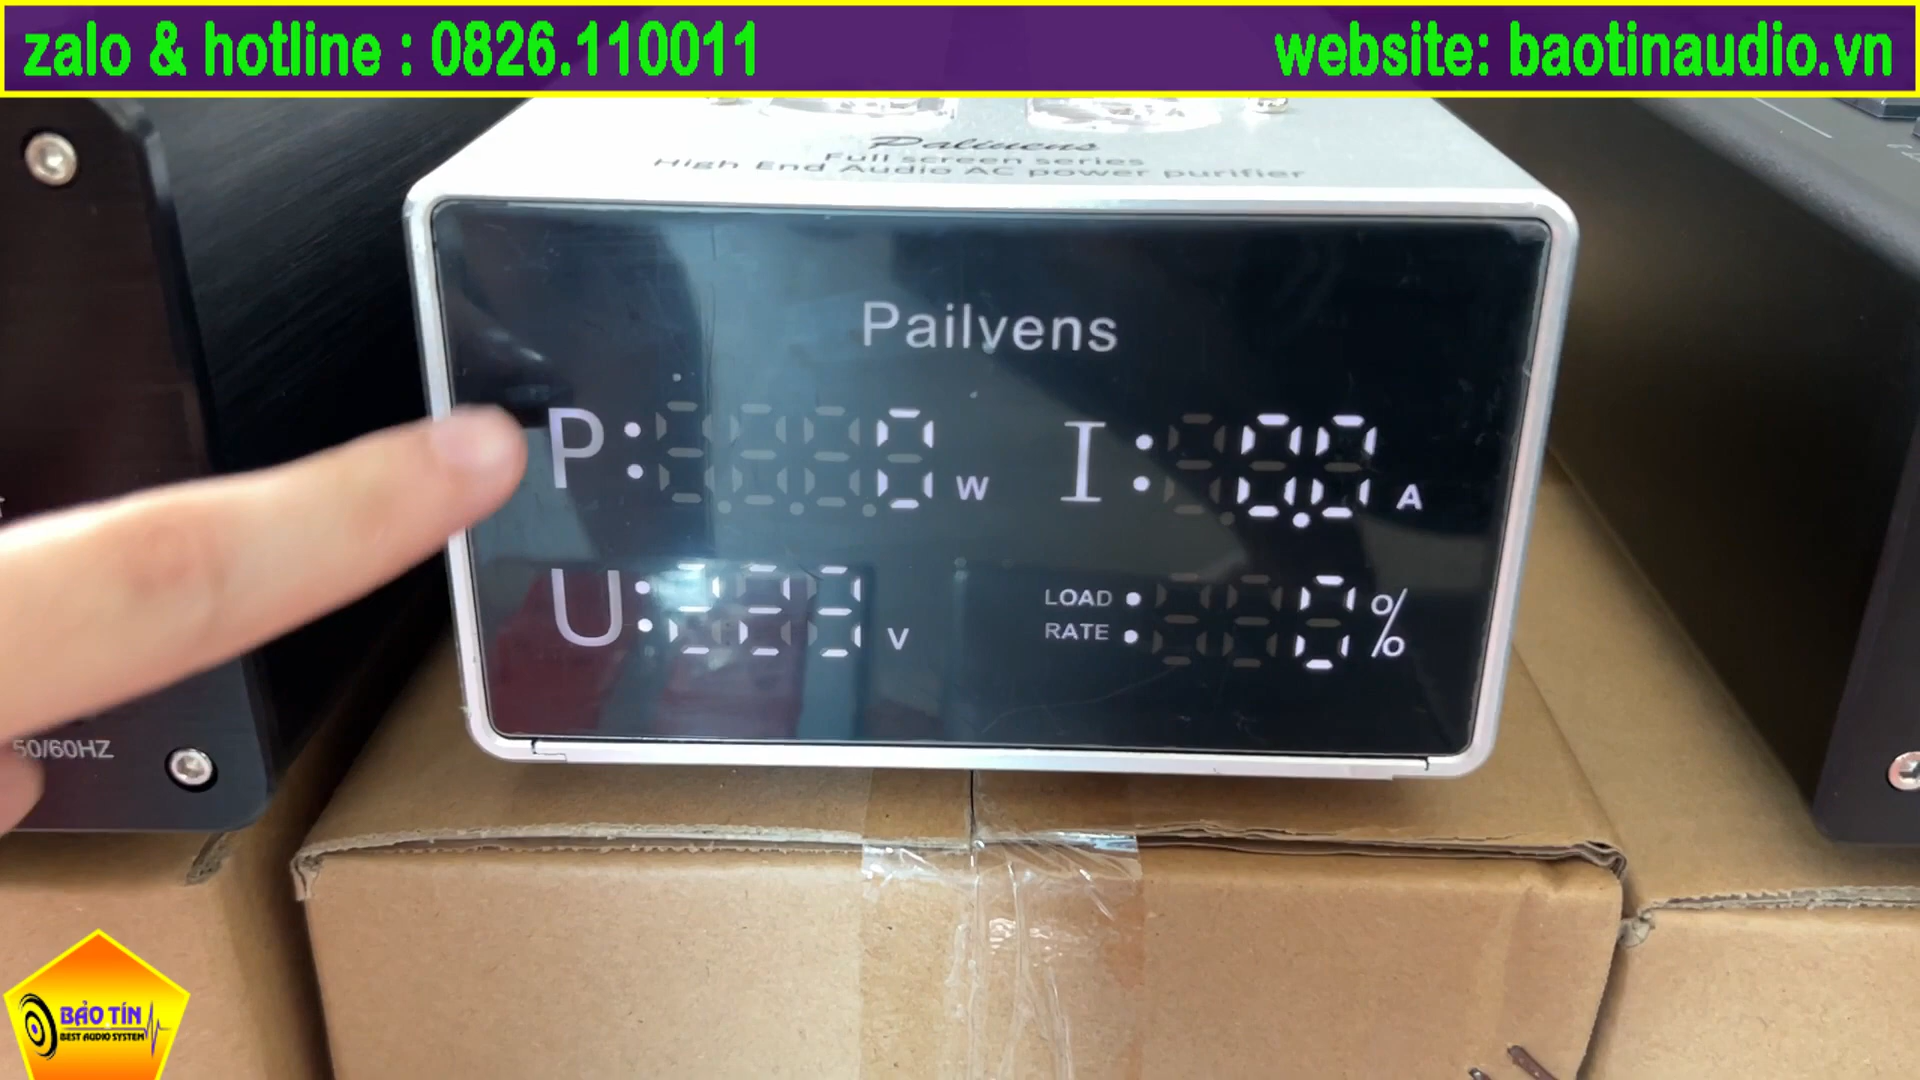 zalo & hotline : 0826.110011
website: baotinaudio.vn
Full screen series
High End Audio AC power purifier
Pailvens
P: 0 W
I: 0.0 A
U: V
LOAD RATE : 0 %
50/60HZ
BẢO TÍN
BEST AUDIO SYSTEM